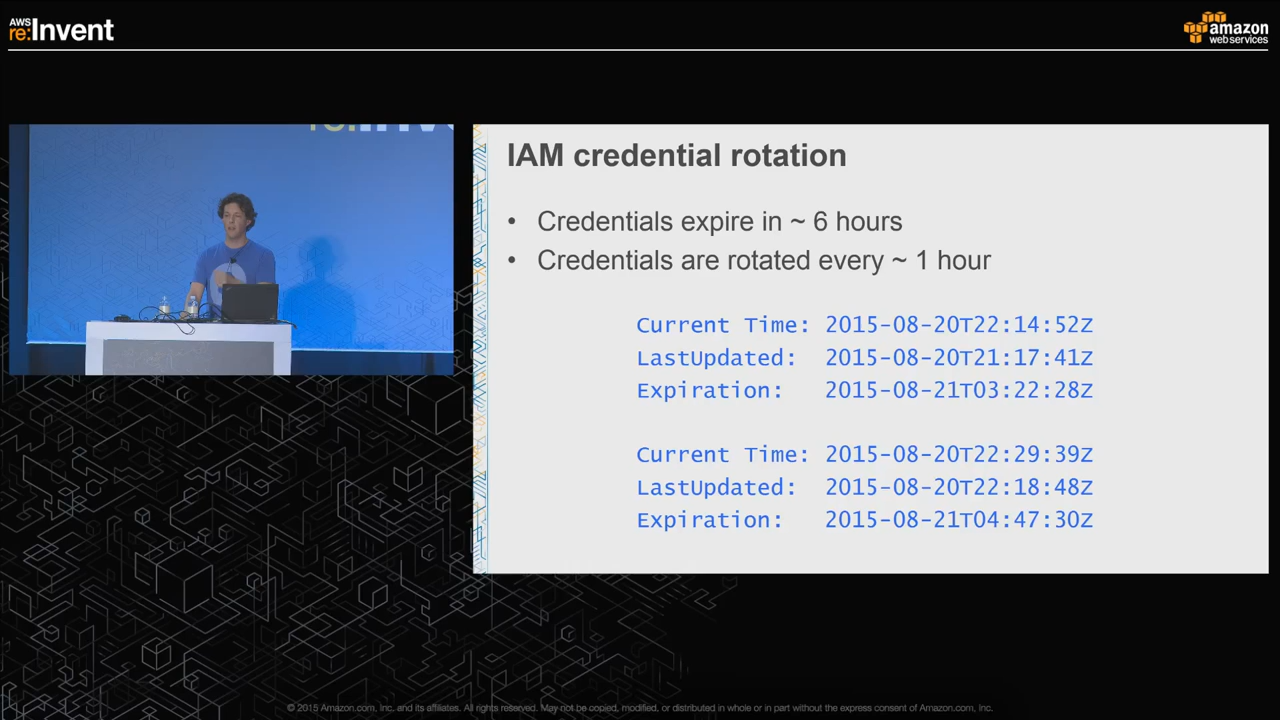 AWS
re:Invent
amazon
web services
IAM credential rotation
• Credentials expire in ~ 6 hours
• Credentials are rotated every ~ 1 hour
Current Time: 2015-08-20T22:14:52Z
LastUpdated: 2015-08-20T21:17:41Z
Expiration: 2015-08-21T03:22:28Z
Current Time: 2015-08-20T22:29:39Z
LastUpdated: 2015-08-20T22:18:48Z
Expiration: 2015-08-21T04:47:30Z
© 2015 Amazon.com, Inc. and its affiliates. All rights reserved. May not be copied, modified, or distributed in whole or in part without the express consent of Amazon.com, Inc.